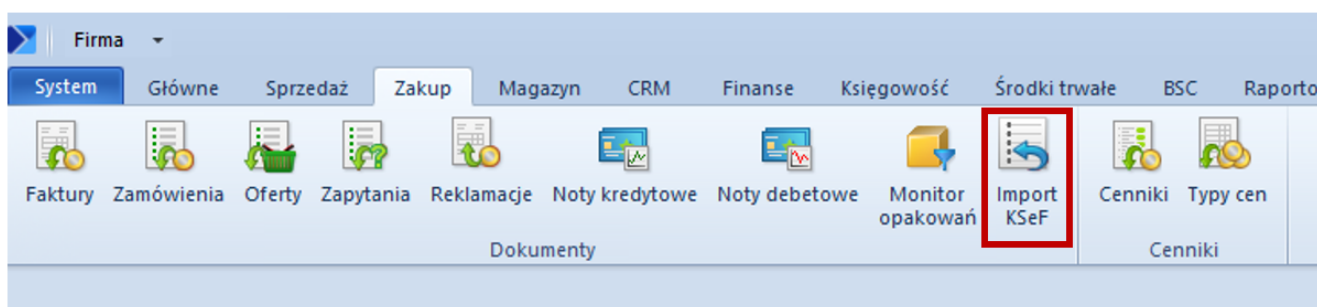 Firma
System Główne Sprzedaż Zakup Magazyn CRM Finanse Księgowość Środki trwałe BSC Raporto
Faktury Zamówienia Oferty Zapytania Reklamacje Noty kredytowe Noty debetowe Monitor opakowań Import KSeF Cenniki Typy cen
Dokumenty Cenniki